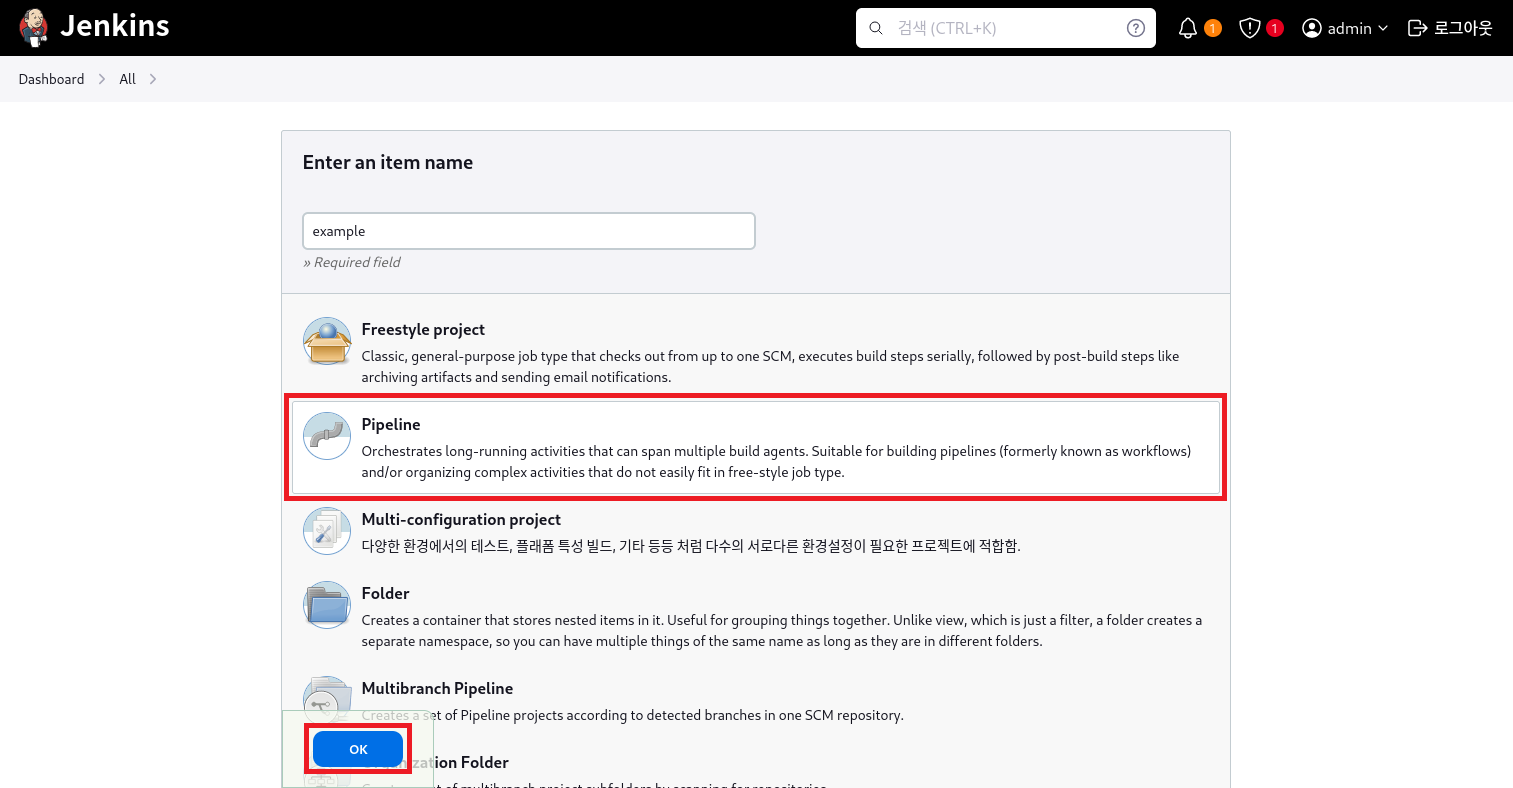 Jenkins
검색 (CTRL+K)
1
1
admin
로그아웃
Dashboard
All
Enter an item name
example
» Required field
Freestyle project
Classic, general-purpose job type that checks out from up to one SCM, executes build steps serially, followed by post-build steps like
archiving artifacts and sending email notifications.
Pipeline
Orchestrates long-running activities that can span multiple build agents. Suitable for building pipelines (formerly known as workflows)
and/or organizing complex activities that do not easily fit in free-style job type.
Multi-configuration project
다양한 환경에서의 테스트, 플래폼 특성 빌드, 기타 등등 처럼 다수의 서로다른 환경설정이 필요한 프로젝트에 적합함.
Folder
Creates a container that stores nested items in it. Useful for grouping things together. Unlike view, which is just a filter, a folder creates a
separate namespace, so you can have multiple things of the same name as long as they are in different folders.
Multibranch Pipeline
Creates a set of Pipeline projects according to detected branches in one SCM repository.
OK
Folder